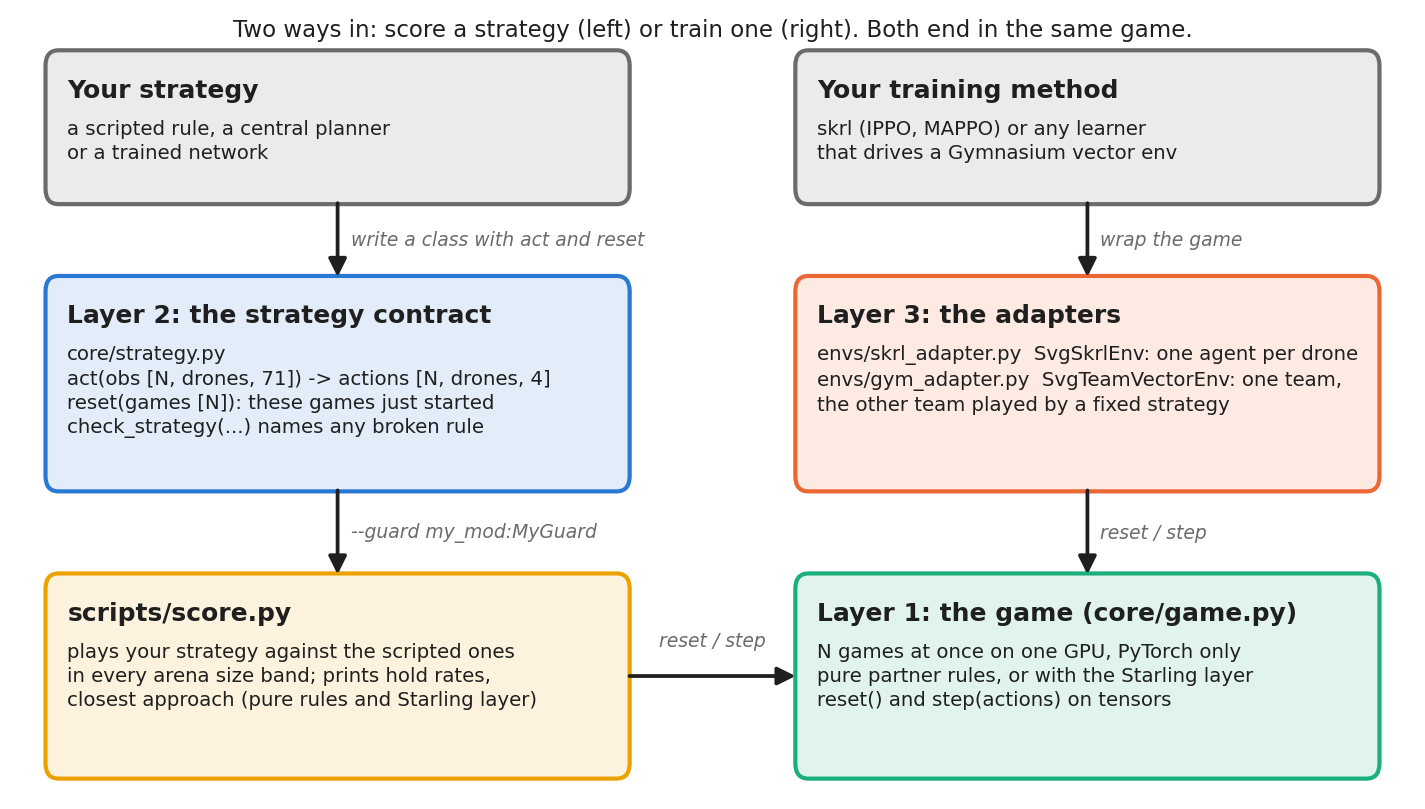 Two ways in: score a strategy (left) or train one (right). Both end in the same game.
Your strategy
a scripted rule, a central planner
or a trained network
Your training method
skrl (IPPO, MAPPO) or any learner
that drives a Gymnasium vector env
write a class with act and reset
wrap the game
Layer 2: the strategy contract
core/strategy.py
act(obs [N, drones, 71]) -> actions [N, drones, 4]
reset(games [N]): these games just started
check_strategy(...) names any broken rule
Layer 3: the adapters
envs/skrl_adapter.py  SvgSkrlEnv: one agent per drone
envs/gym_adapter.py  SvgTeamVectorEnv: one team,
the other team played by a fixed strategy
--guard my_mod:MyGuard
reset / step
scripts/score.py
plays your strategy against the scripted ones
in every arena size band; prints hold rates,
closest approach (pure rules and Starling layer)
reset / step
Layer 1: the game (core/game.py)
N games at once on one GPU, PyTorch only
pure partner rules, or with the Starling layer
reset() and step(actions) on tensors